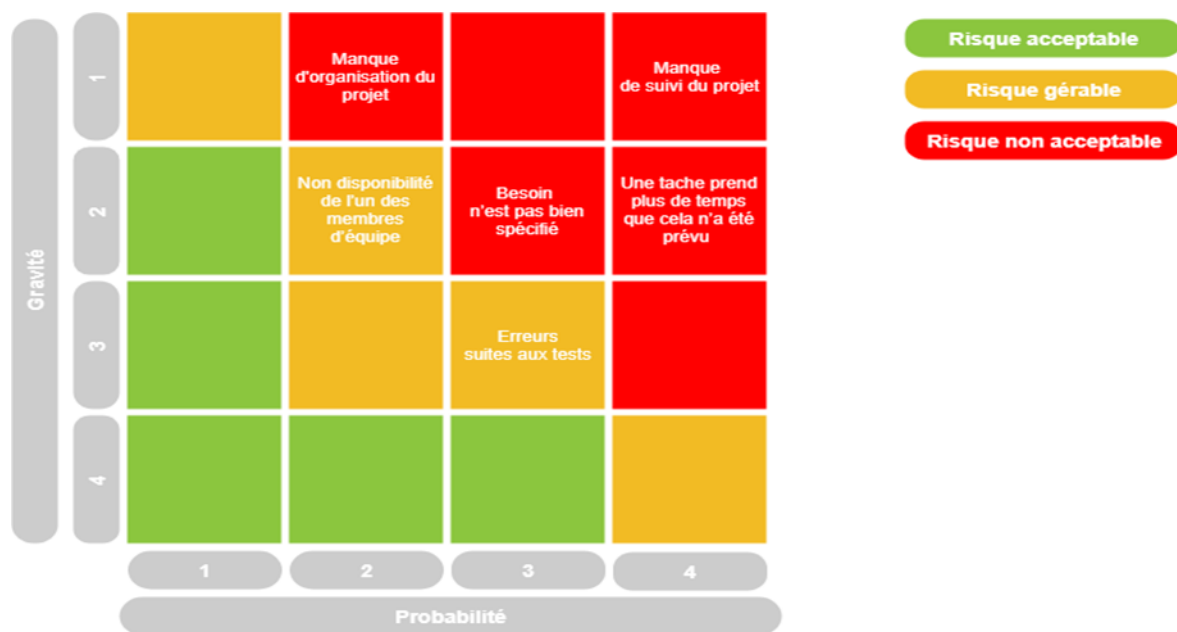 Gravité
1
Manque
d'organisation du
projet
Manque
de suivi du projet
2
Non disponibilité
de l'un des
membres
d'équipe
Besoin
n'est pas bien
spécifié
Une tache prend
plus de temps
que cela n'a été
prévu
3
Erreurs
suites aux tests
4
1
2
3
4
Probabilité
Risque acceptable
Risque gérable
Risque non acceptable